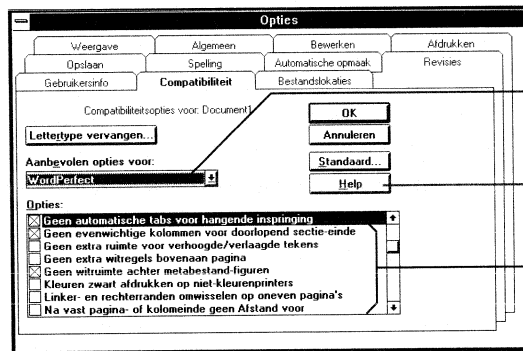 Opties
Weergave Algemeen Bewerken Afdrukken
Opslaan Spelling Automatische opmaak Revisies
Gebruikersinfo Compatibiliteit Bestandslokaties
Compatibiliteitsopties voor: Document1
OK
Lettertype vervangen...
Annuleren
Aanbevolen opties voor:
Standaard...
WordPerfect
Help
Opties:
Geen automatische tabs voor hangende inspringing
Geen evenwichtige kolommen voor doorlopend sectie-einde
Geen extra ruimte voor verhoogde/verlaagde tekens
Geen extra witregels bovenaan pagina
Geen witruimte achter metabestand-figuren
Kleuren zwart afdrukken op niet-kleurenprinters
Linker- en rechterranden omwisselen op oneven pagina's
Na vast pagina- of kolomeinde geen Afstand voor